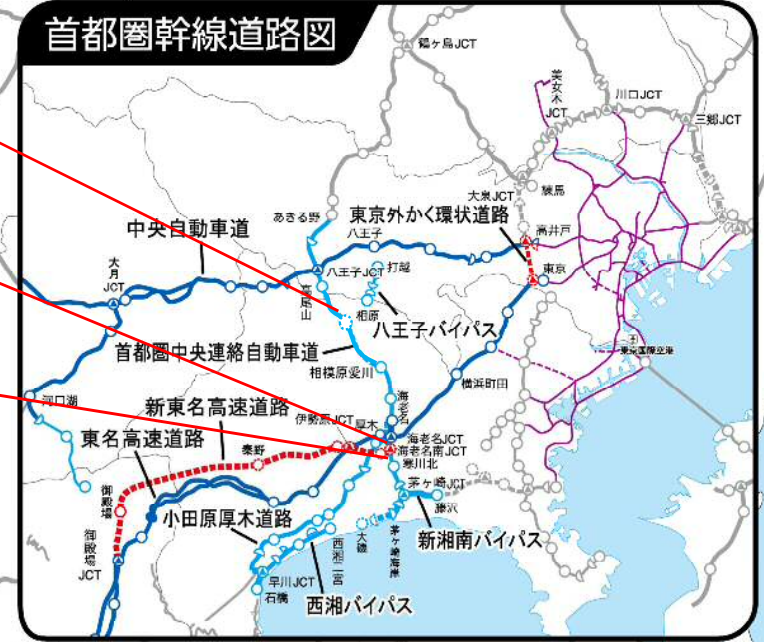 首都圏幹線道路図
鶴ヶ島JCT
美女木
JCT
川口JCT
三郷JCT
大泉JCT
練馬
あきる野
八王子
東京外かく環状道路
高井戸
中央自動車道
大月
JCT
八王子JCT
打越
東京
高尾山
相原
八王子バイパス
首都圏中央連絡自動車道
東京国際空港
相模原愛川
横浜町田
河口湖
新東名高速道路
海老名
伊勢原JCT
厚木
東名高速道路
海老名JCT
海老名南JCT
秦野
寒川北
御殿場
茅ヶ崎JCT
藤沢
小田原厚木道路
御殿場
JCT
西湘二宮
大磯
茅ヶ崎海岸
新湘南バイパス
早川JCT
石橋
西湘バイパス